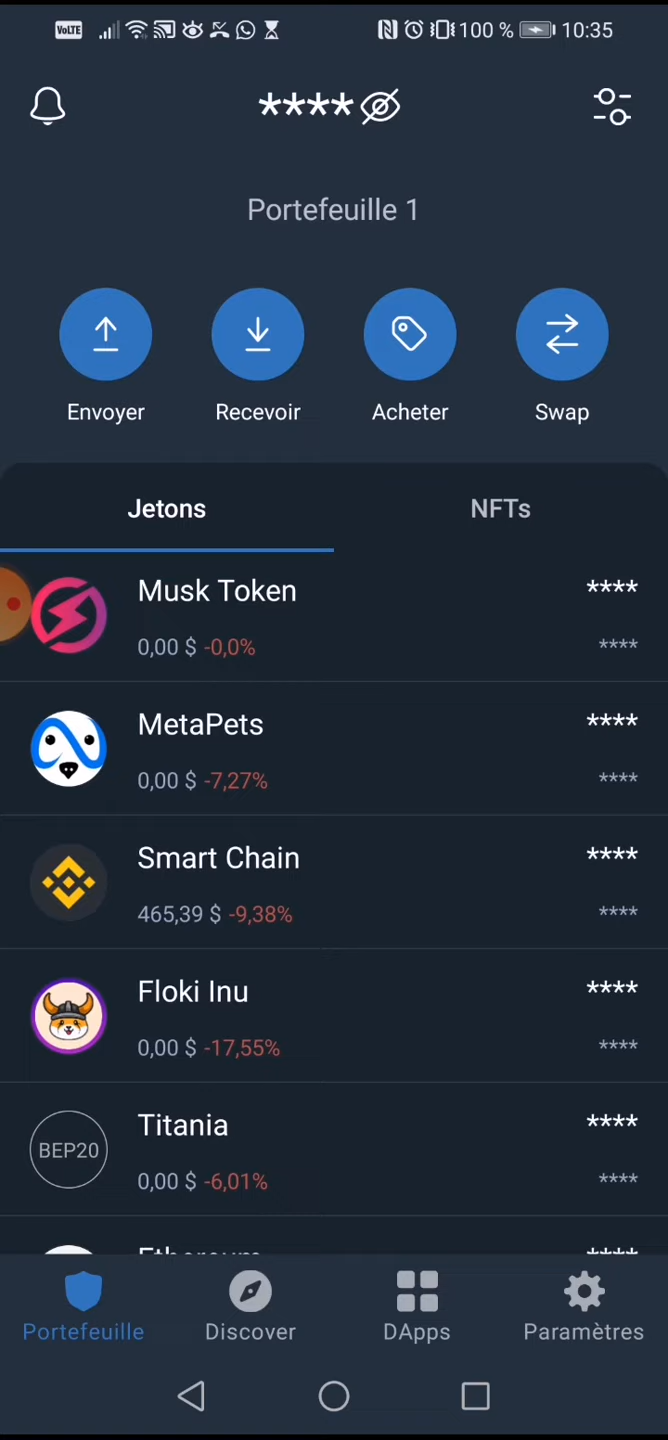 VoLTE 100 % 10:35
****
Portefeuille 1
Envoyer Recevoir Acheter Swap
Jetons NFTs
Musk Token ****
0,00 $ -0,0% ****
MetaPets ****
0,00 $ -7,27% ****
Smart Chain ****
465,39 $ -9,38% ****
Floki Inu ****
0,00 $ -17,55% ****
BEP20
Titania ****
0,00 $ -6,01% ****
Ethereum ****
Portefeuille Discover DApps Paramètres